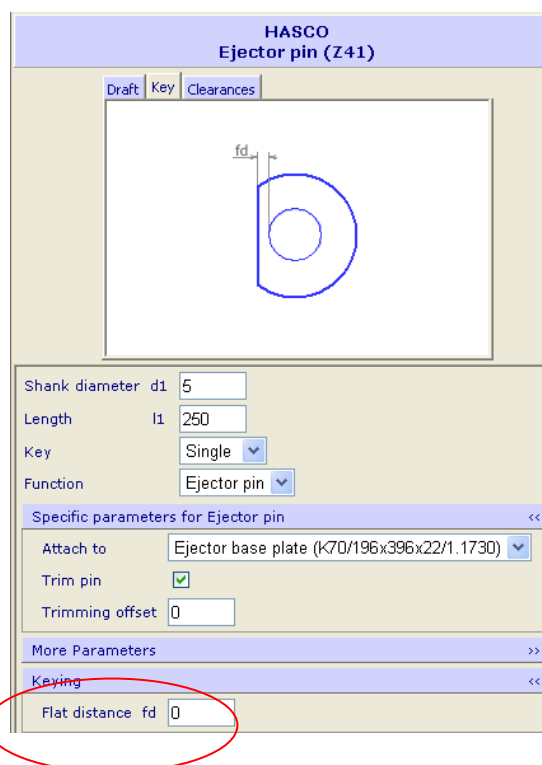 HASCO
Ejector pin (Z41)
Draft Key Clearances
fd
Shank diameter d1 5
Length l1 250
Key Single
Function Ejector pin
Specific parameters for Ejector pin <<
Attach to Ejector base plate (K70/196x396x22/1.1730)
Trim pin
Trimming offset 0
More Parameters >>
Keying <<
Flat distance fd 0